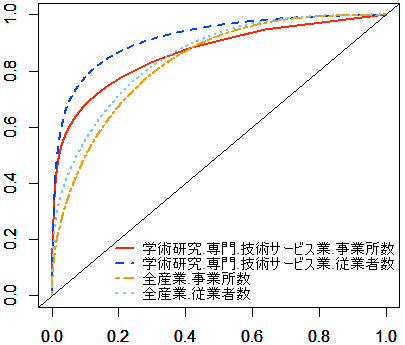 1.0
0.8
0.6
0.4
0.2
0.0
学術研究.専門.技術サービス業.事業所数
学術研究.専門.技術サービス業.従業者数
全産業.事業所数
全産業.従業者数
0.0 0.2 0.4 0.6 0.8 1.0